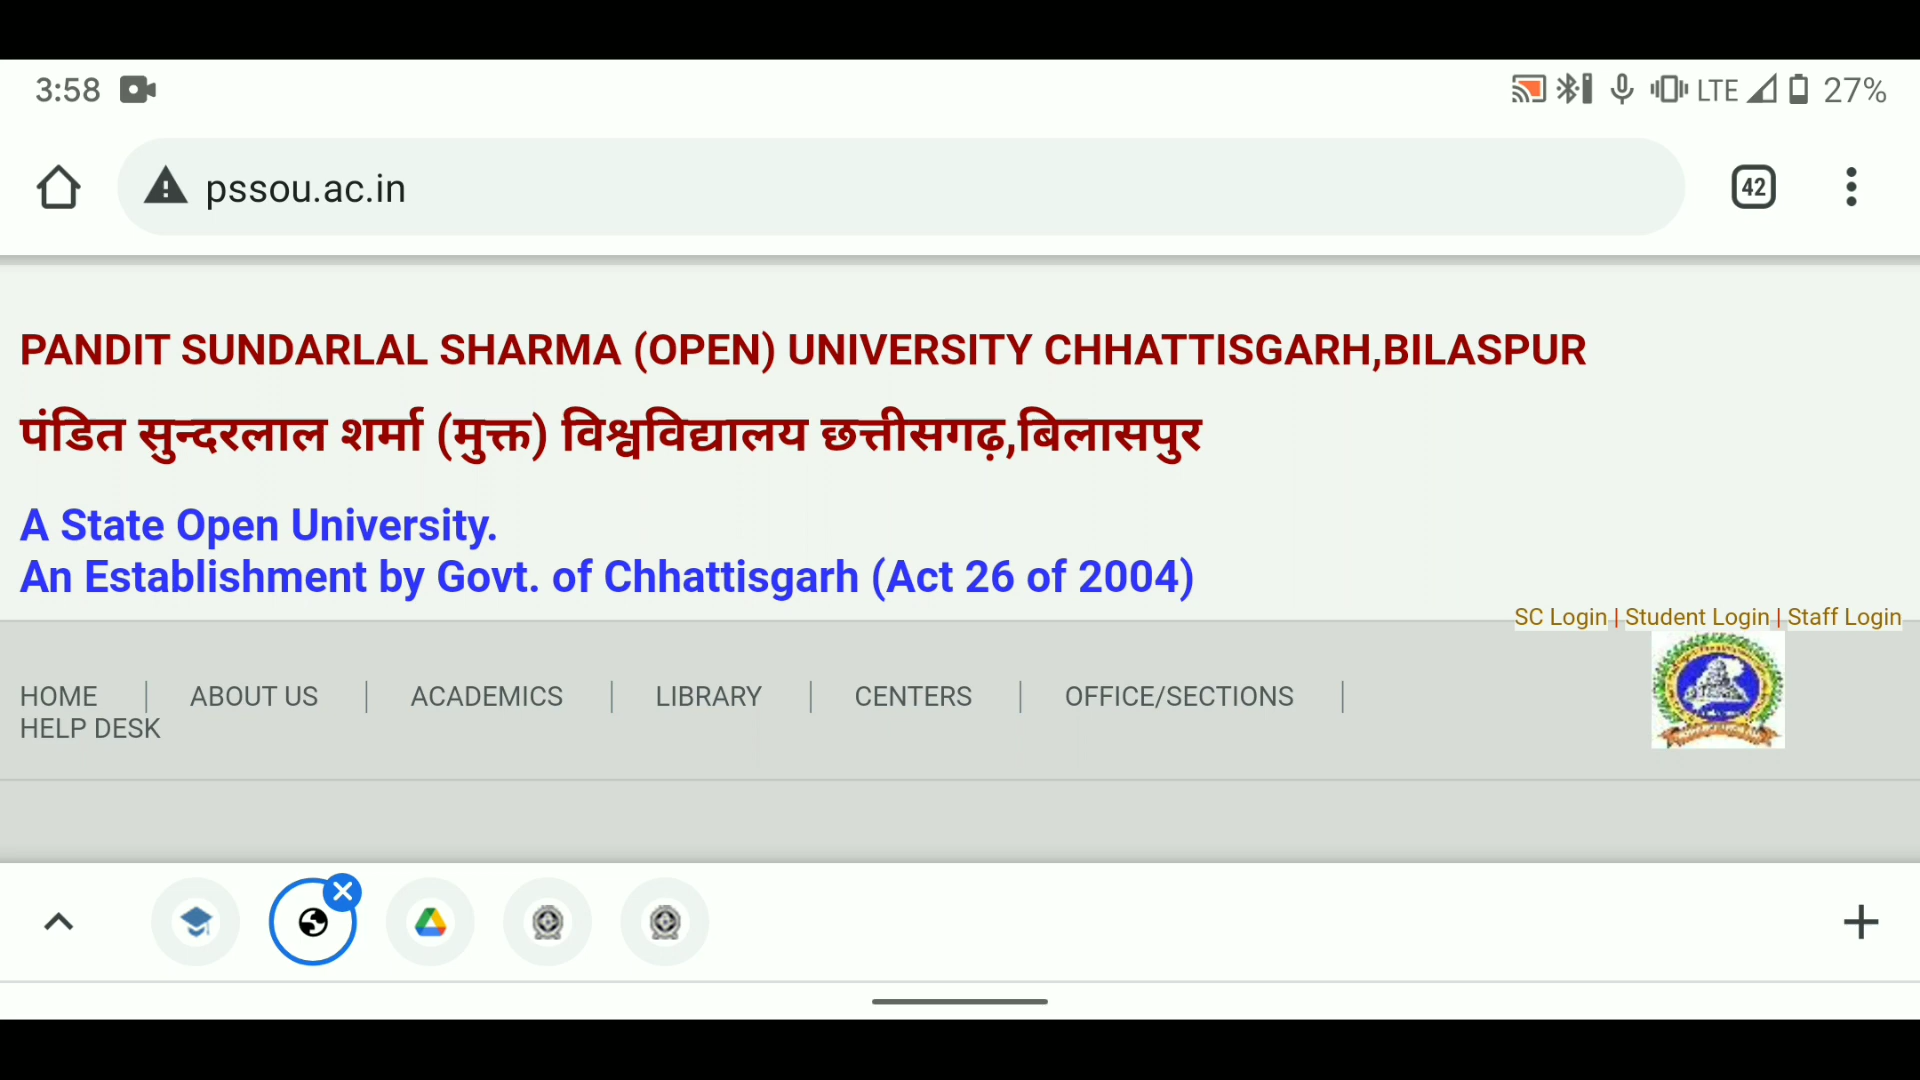 3:58 LTE 27%
pssou.ac.in 42
PANDIT SUNDARLAL SHARMA (OPEN) UNIVERSITY CHHATTISGARH,BILASPUR
पंडित सुन्दरलाल शर्मा (मुक्त) विश्वविद्यालय छत्तीसगढ़,बिलासपुर
A State Open University.
An Establishment by Govt. of Chhattisgarh (Act 26 of 2004)
SC Login | Student Login | Staff Login
HOME | ABOUT US | ACADEMICS | LIBRARY | CENTERS | OFFICE/SECTIONS |
HELP DESK